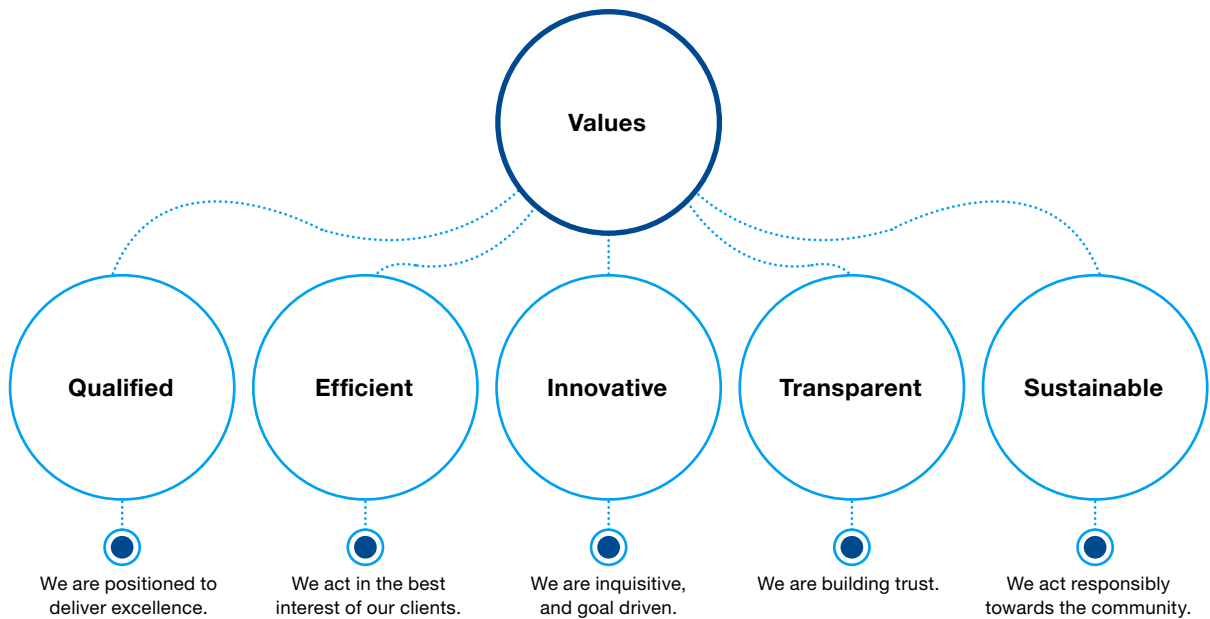 Values
Qualified
Efficient
Innovative
Transparent
Sustainable
We are positioned to
deliver excellence.
We act in the best
interest of our clients.
We are inquisitive,
and goal driven.
We are building trust.
We act responsibly
towards the community.